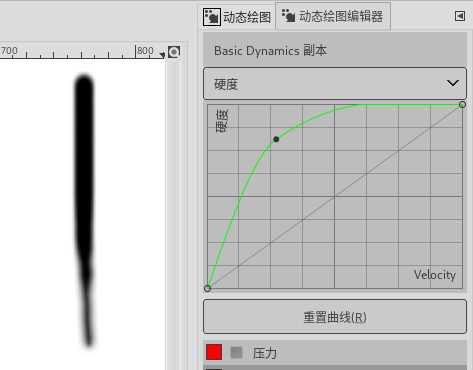 动态绘图 动态绘图编辑器
700 800
Basic Dynamics 副本
硬度
硬度
Velocity
重置曲线(R)
压力